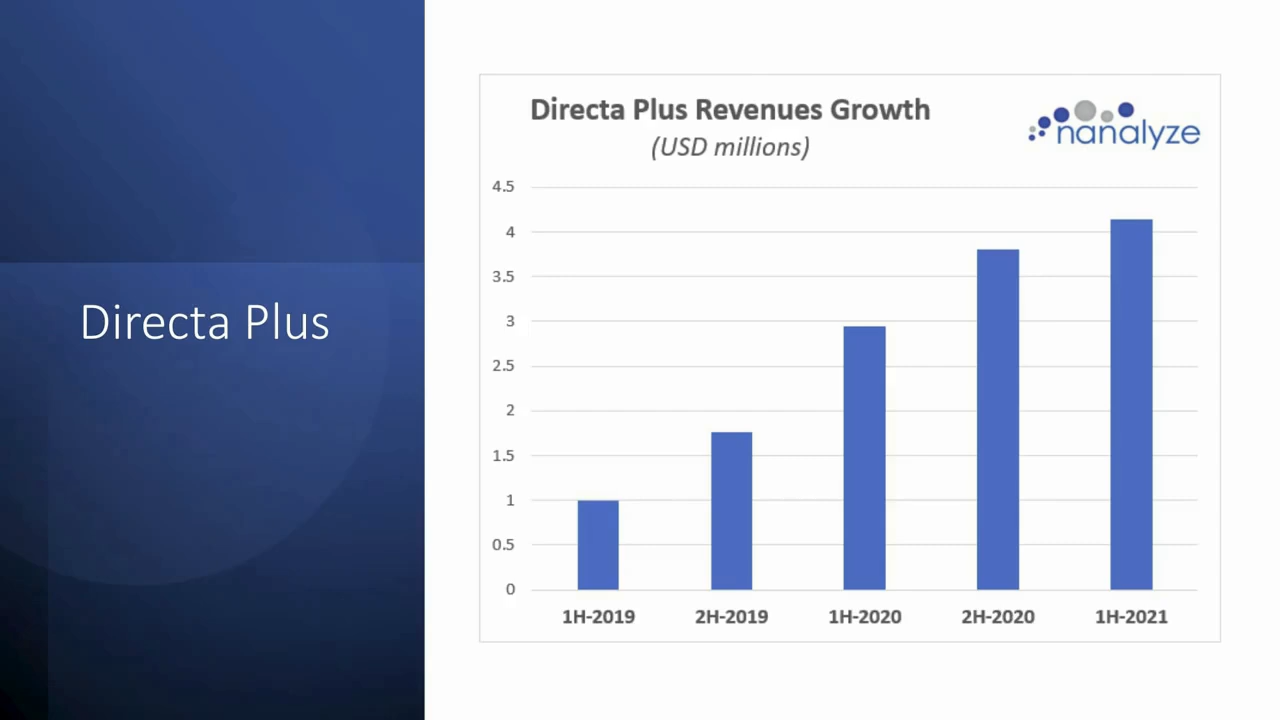 Directa Plus
Directa Plus Revenues Growth
(USD millions)
nanalyze
4.5
4
3.5
3
2.5
2
1.5
1
0.5
0
1H-2019 2H-2019 1H-2020 2H-2020 1H-2021